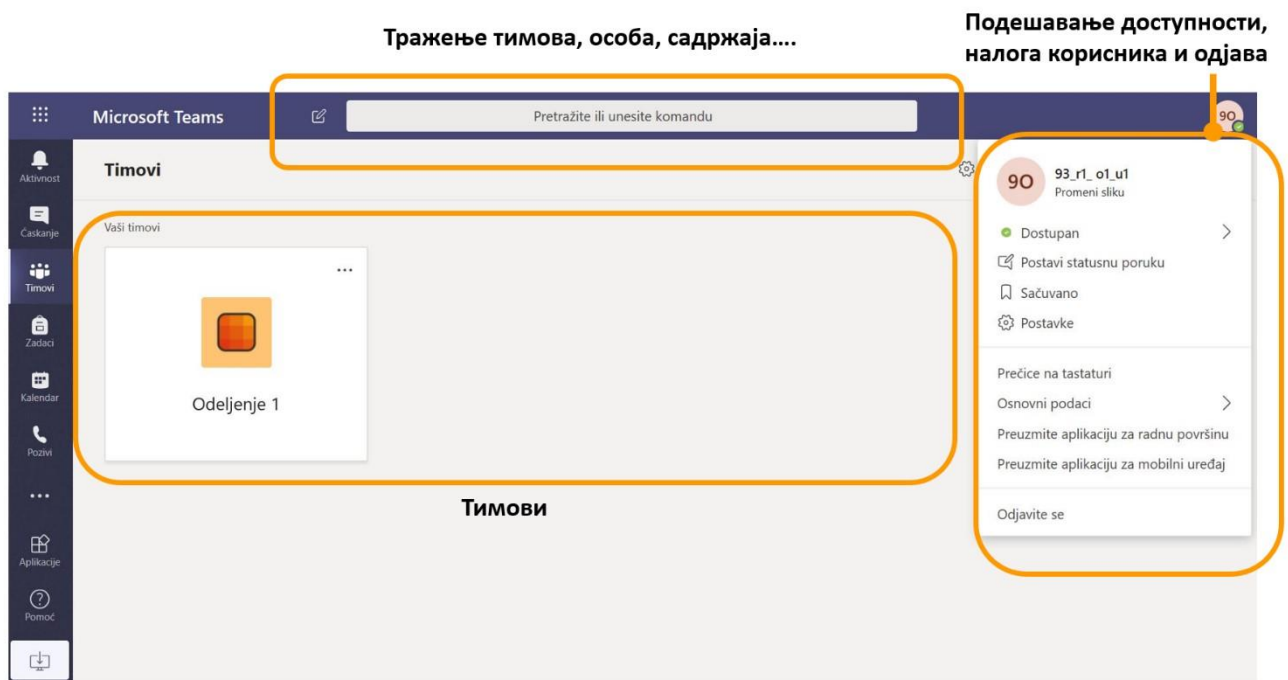 Тражење тимова, особа, садржаја....
Подешавање доступности,
налога корисника и одјава
Microsoft Teams
Pretražite ili unesite komandu
9O
Aktivnost
Timovi
9O
93_r1_ o1_u1
Promeni sliku
Ćaskanje
Vaši timovi
Dostupan
Postavi statusnu poruku
Timovi
Sačuvano
Postavke
Zadaci
Kalendar
Odeljenje 1
Prečice na tastaturi
Osnovni podaci
Pozivi
Preuzmite aplikaciju za radnu površinu
Preuzmite aplikaciju za mobilni uređaj
Тимови
Odjavite se
Aplikacije
Pomoć